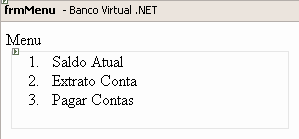 frmMenu - Banco Virtual .NET
Menu
1. Saldo Atual
2. Extrato Conta
3. Pagar Contas